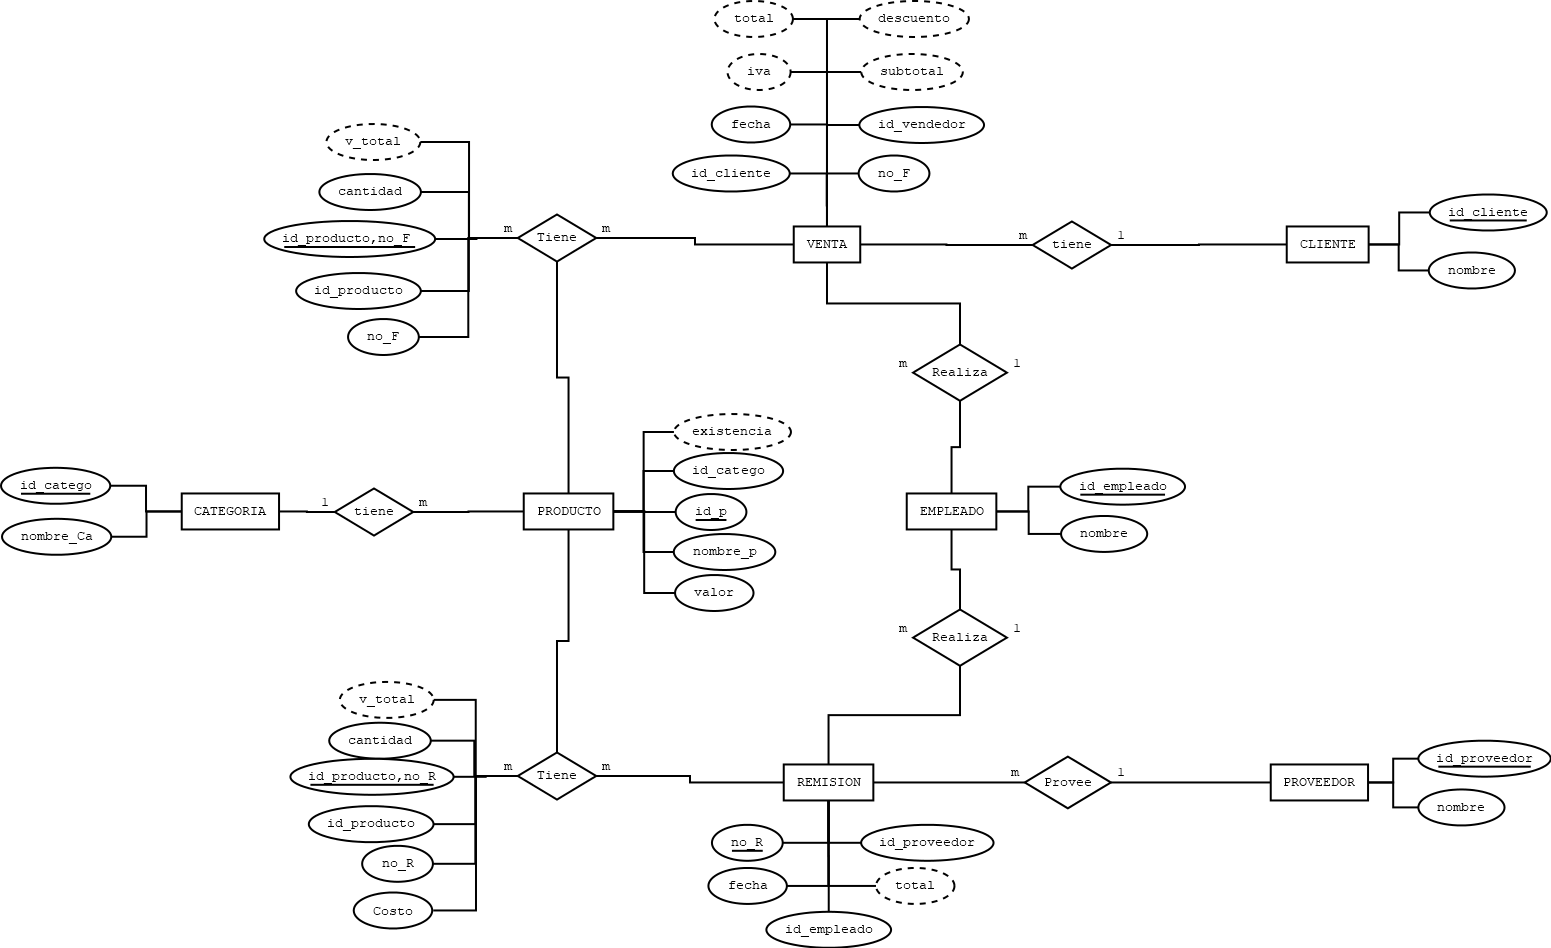 total
descuento
iva
subtotal
fecha
id_vendedor
id_cliente
no_F
v_total
cantidad
id_producto,no_F
id_producto
no_F
m
Tiene
m
VENTA
m
tiene
1
CLIENTE
id_cliente
nombre
m
Realiza
1
existencia
id_catego
id_p
nombre_p
valor
id_catego
nombre_Ca
CATEGORIA
1
tiene
m
PRODUCTO
EMPLEADO
id_empleado
nombre
m
Realiza
1
v_total
cantidad
id_producto,no_R
id_producto
no_R
Costo
m
Tiene
m
REMISION
m
Provee
1
PROVEEDOR
id_proveedor
nombre
no_R
id_proveedor
fecha
total
id_empleado